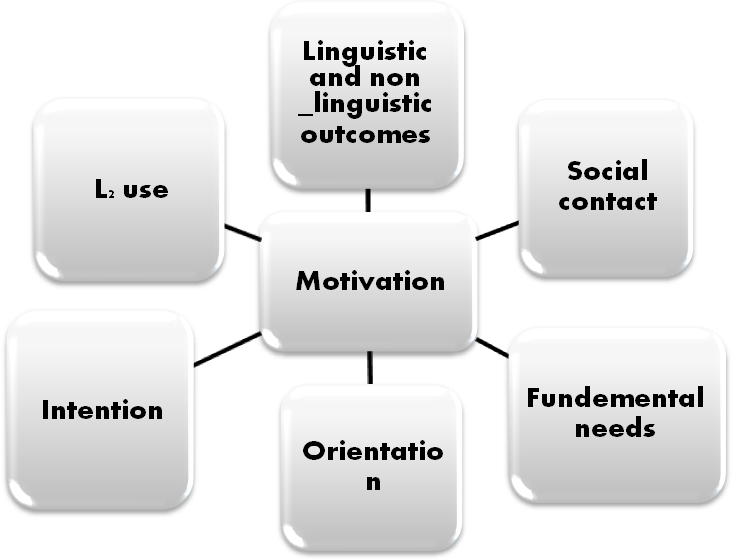 Linguistic
and non
_linguistic
outcomes
L₂ use
Social
contact
Motivation
Intention
Fundemental
needs
Orientatio
n